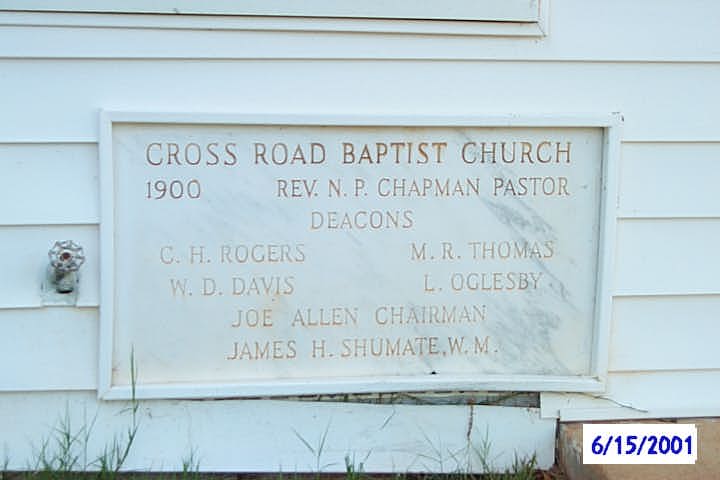 CROSS ROAD BAPTIST CHURCH
1900 REV. N. P. CHAPMAN PASTOR
DEACONS
C. H. ROGERS M. R. THOMAS
W. D. DAVIS L. OGLESBY
JOE ALLEN CHAIRMAN
JAMES H. SHUMATE, W. M.
6/15/2001